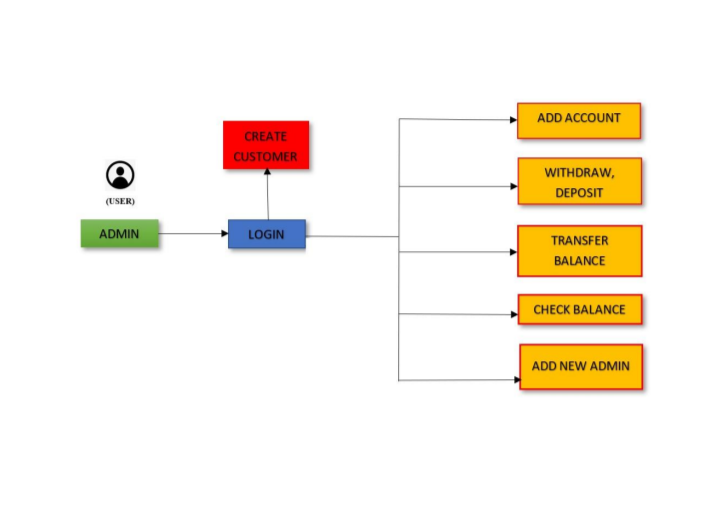 CREATE
CUSTOMER
(USER)
ADMIN
LOGIN
ADD ACCOUNT
WITHDRAW,
DEPOSIT
TRANSFER
BALANCE
CHECK BALANCE
ADD NEW ADMIN